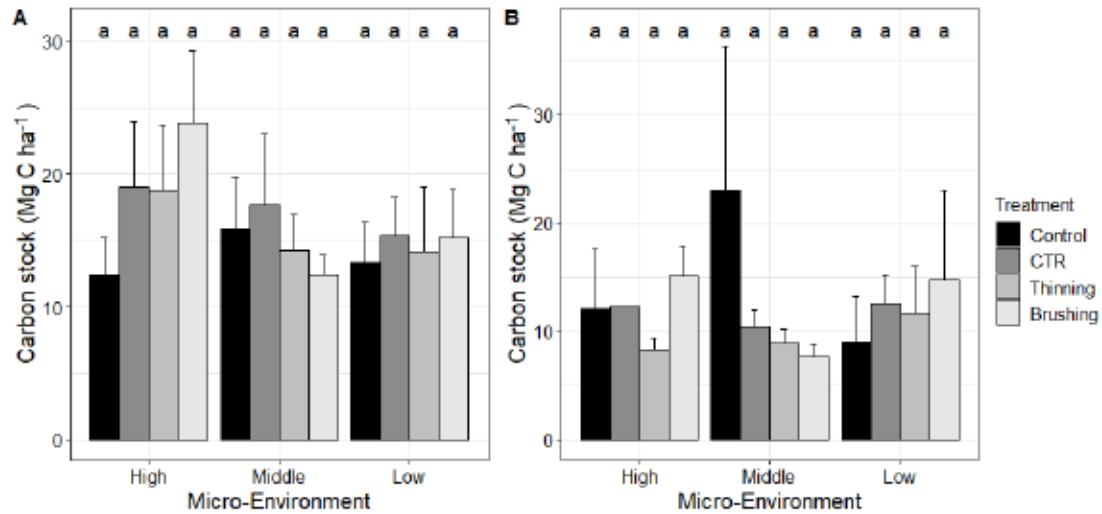 A
a a a a a a a a a a a a
30
20
10
0
Carbon stock (Mg C ha⁻¹)
High Middle Low
Micro-Environment
B
a a a a a a a a a a a a
30
20
10
0
Carbon stock (Mg C ha⁻¹)
High Middle Low
Micro-Environment
Treatment
Control
CTR
Thinning
Brushing